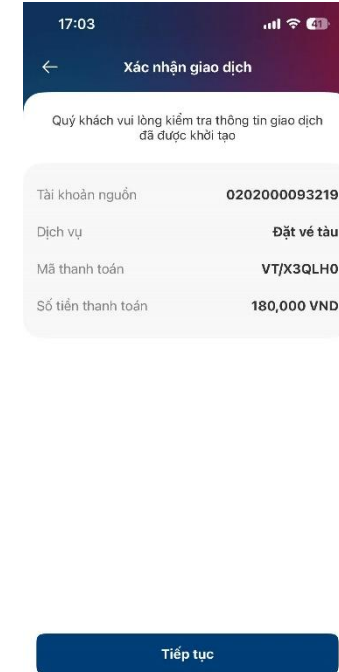 17:03
41
Xác nhận giao dịch
Quý khách vui lòng kiểm tra thông tin giao dịch
đã được khởi tạo
Tài khoản nguồn 0202000093219
Dịch vụ Đặt vé tàu
Mã thanh toán VT/X3QLH0
Số tiền thanh toán 180,000 VND
Tiếp tục